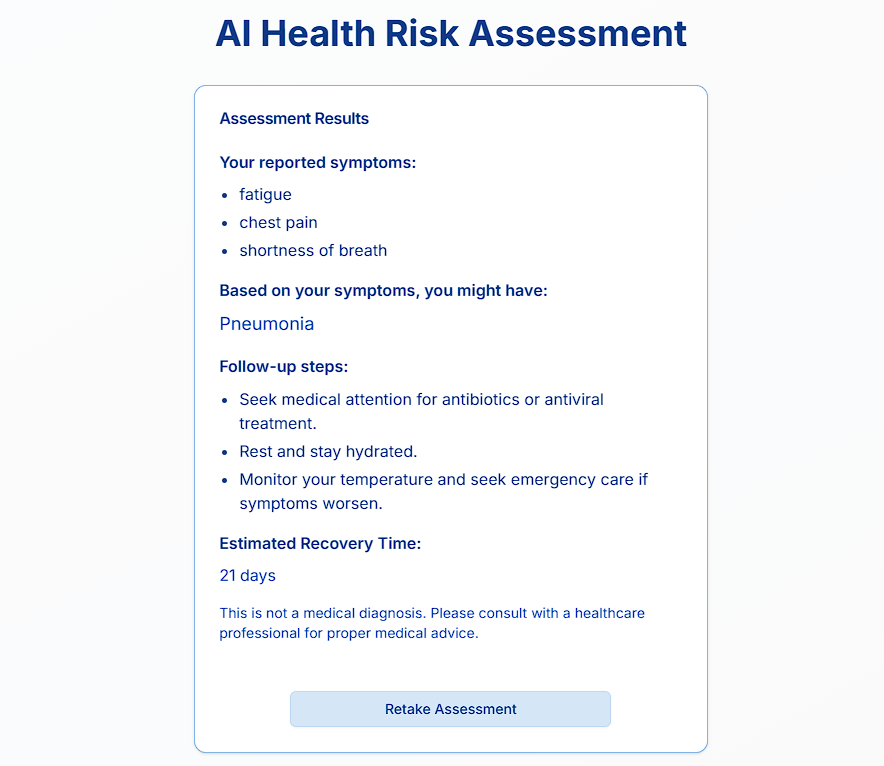 AI Health Risk Assessment
Assessment Results
Your reported symptoms:
• fatigue
• chest pain
• shortness of breath
Based on your symptoms, you might have:
Pneumonia
Follow-up steps:
• Seek medical attention for antibiotics or antiviral
treatment.
• Rest and stay hydrated.
• Monitor your temperature and seek emergency care if
symptoms worsen.
Estimated Recovery Time:
21 days
This is not a medical diagnosis. Please consult with a healthcare
professional for proper medical advice.
Retake Assessment